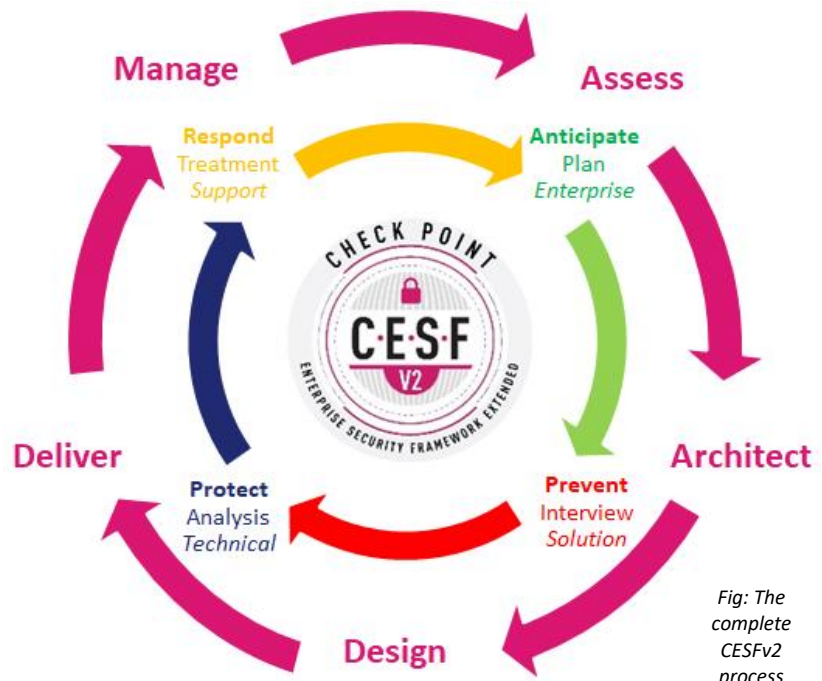 Manage
Assess
Respond
Treatment
Support
Anticipate
Plan
Enterprise
CHECK POINT
C·E·S·F
V2
ENTERPRISE SECURITY FRAMEWORK EXTENDED
Deliver
Architect
Protect
Analysis
Technical
Prevent
Interview
Solution
Design
Fig: The
complete
CESFv2
process